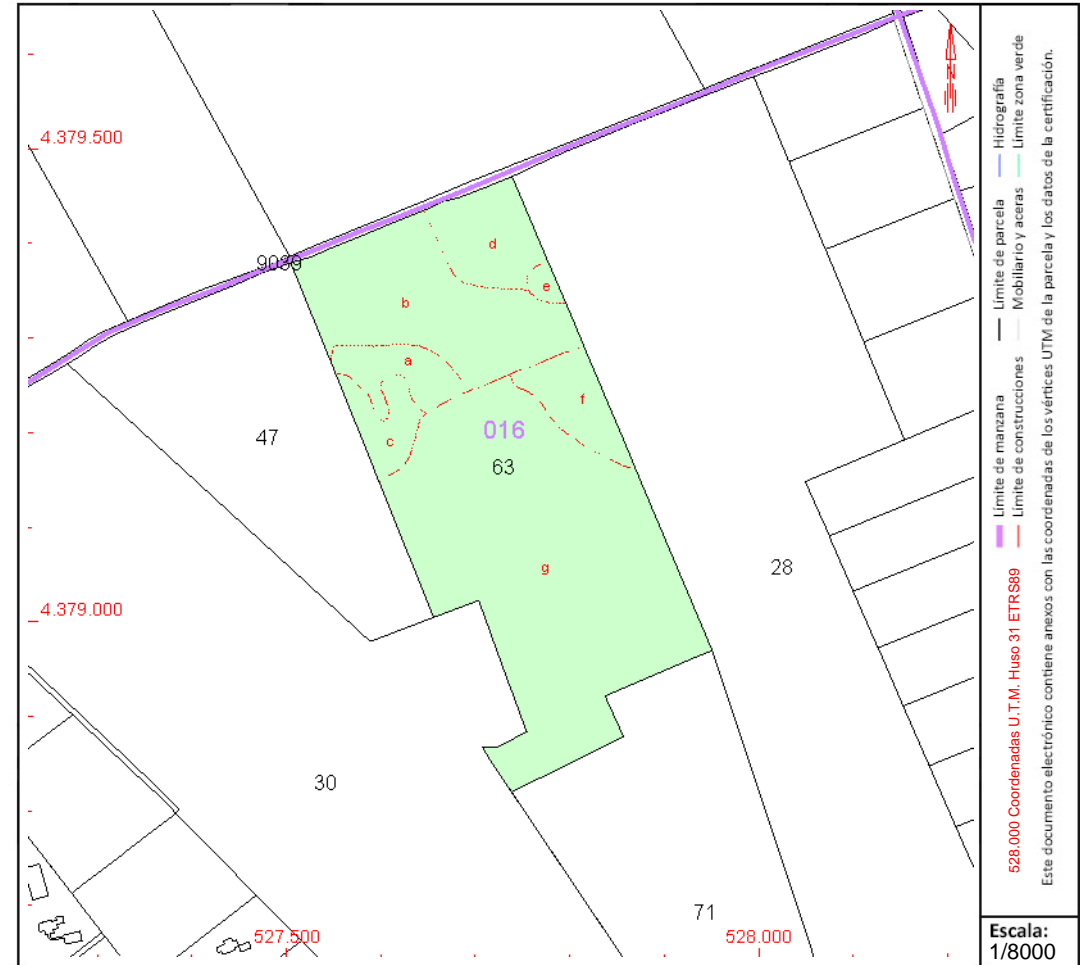 4.379.500
9039
d
e
b
a
f
c
016
63
47
28
g
4.379.000
30
71
527.500
528.000
N
Hidrografía
Límite zona verde
Límite de parcela
Mobiliario y aceras
Límite de manzana
Límite de construcciones
528.000 Coordenadas U.T.M. Huso 31 ETRS89
Este documento electrónico contiene anexos con las coordenadas de los vértices UTM de la parcela y los datos de la certificación.
Escala:
1/8000